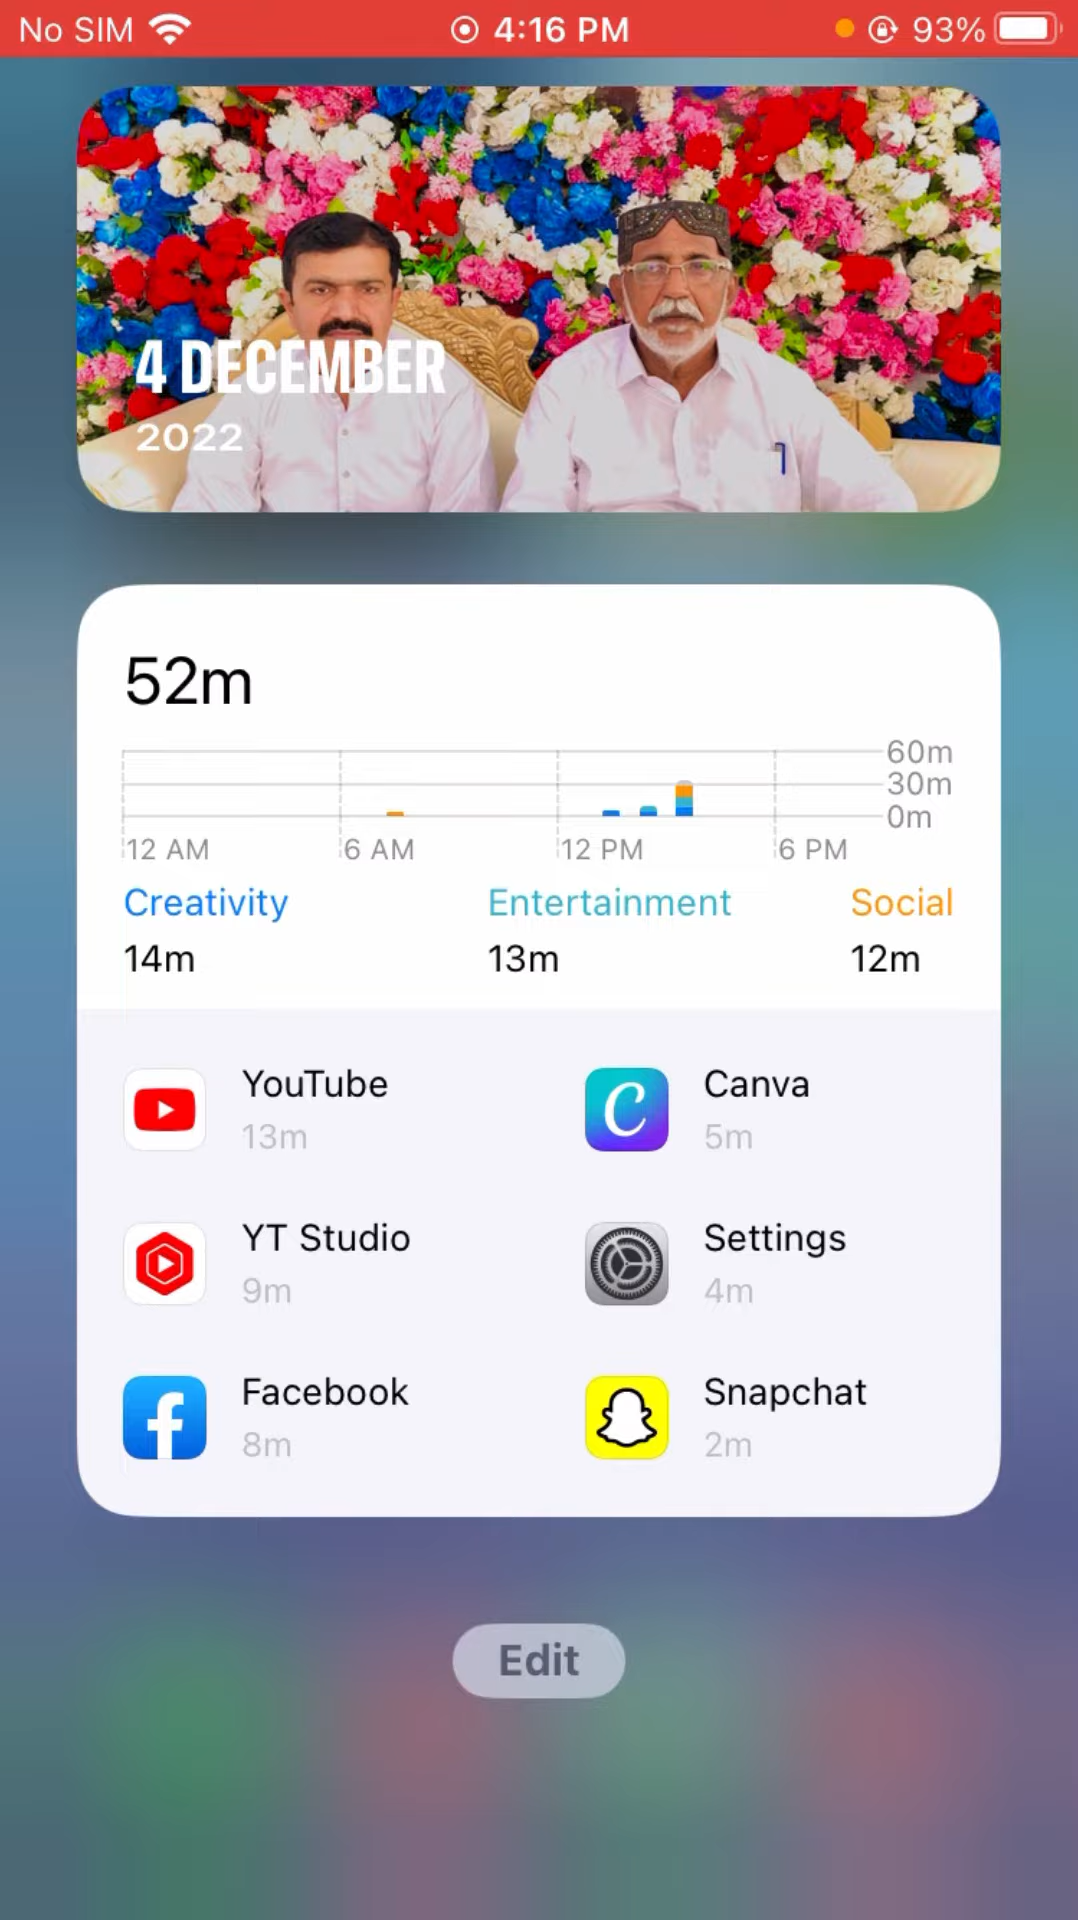 No SIM 4:16 PM 93%
4 DECEMBER
2022
52m
60m
30m
0m
12 AM 6 AM 12 PM 6 PM
Creativity Entertainment Social
14m 13m 12m
YouTube Canva
13m 5m
YT Studio Settings
9m 4m
Facebook Snapchat
8m 2m
Edit